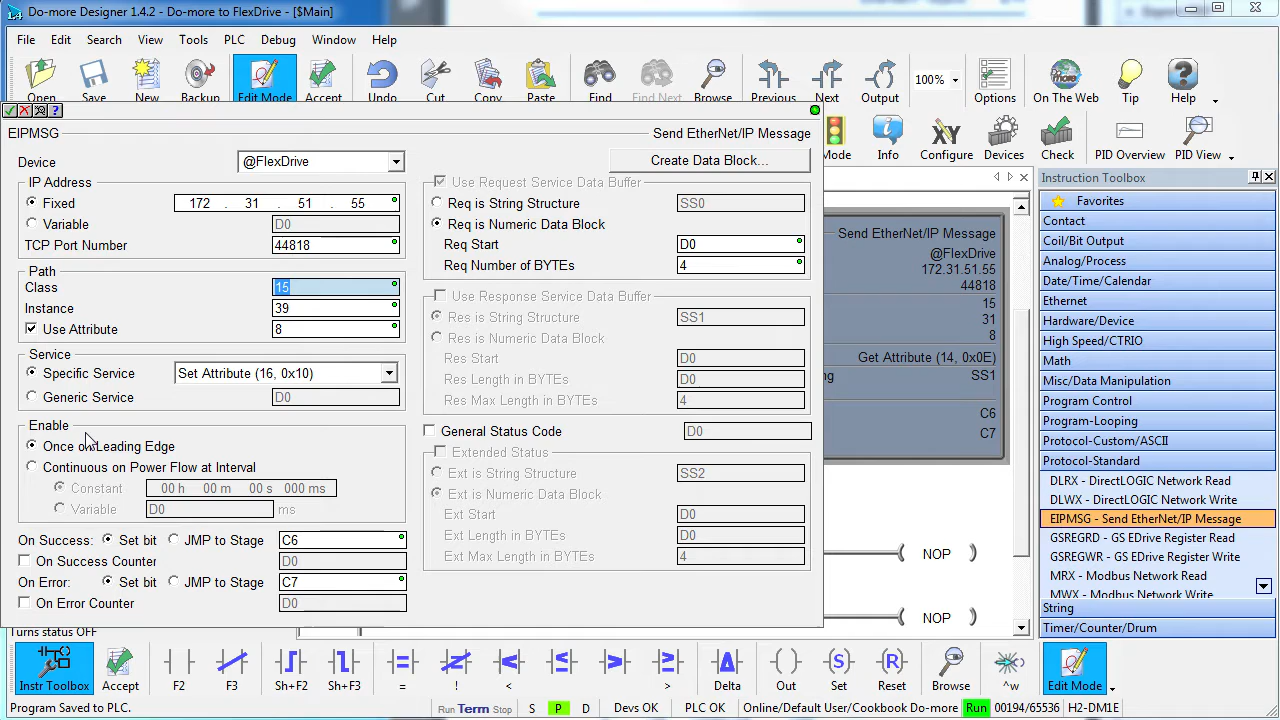 Do-more Designer 1.4.2 - Do-more to FlexDrive - [$Main]
File Edit Search View Tools PLC Debug Window Help
Open Save New Backup Edit Mode Accept Undo Cut Copy Paste Find Find Next Browse Previous Next Output 100% Options On The Web Tip Help
EIPMSG Send EtherNet/IP Message
Mode Info Configure Devices Check PID Overview PID View
Device @FlexDrive Create Data Block...
IP Address
Fixed 172 . 31 . 51 . 55
Variable D0
TCP Port Number 44818
Path
Class 15
Instance 39
Use Attribute 8
Service
Specific Service Set Attribute (16, 0x10)
Generic Service D0
Enable
Once on Leading Edge
Continuous on Power Flow at Interval
Constant 00 h 00 m 00 s 000 ms
Variable D0 ms
On Success: Set bit JMP to Stage C6
On Success Counter D0
On Error: Set bit JMP to Stage C7
On Error Counter D0
Use Request Service Data Buffer
Req is String Structure SS0
Req is Numeric Data Block
Req Start D0
Req Number of BYTEs 4
Use Response Service Data Buffer
Res is String Structure SS1
Res is Numeric Data Block
Res Start D0
Res Length in BYTEs D0
Res Max Length in BYTEs 4
General Status Code D0
Extended Status
Ext is String Structure SS2
Ext is Numeric Data Block
Ext Start D0
Ext Length in BYTEs D0
Ext Max Length in BYTEs 4
Send EtherNet/IP Message
@FlexDrive
172.31.51.55
44818
15
31
8
Get Attribute (14, 0x0E)
ng SS1
C6
C7
NOP
NOP
Instruction Toolbox
Favorites
Contact
Coil/Bit Output
Analog/Process
Date/Time/Calendar
Ethernet
Hardware/Device
High Speed/CTRIO
Math
Misc/Data Manipulation
Program Control
Program-Looping
Protocol-Custom/ASCII
Protocol-Standard
DLRX - DirectLOGIC Network Read
DLWX - DirectLOGIC Network Write
EIPMSG - Send EtherNet/IP Message
GSREGRD - GS EDrive Register Read
GSREGWR - GS EDrive Register Write
MRX - Modbus Network Read
MWX - Modbus Network Write
String
Timer/Counter/Drum
Turns status OFF
Instr Toolbox Accept F2 F3 Sh+F2 Sh+F3 = ! < > Delta Out Set Reset Browse ^w Edit Mode
Program Saved to PLC. Run Term Stop S P D Devs OK PLC OK Online/Default User/Cookbook Do-more Run 00194/65536 H2-DM1E